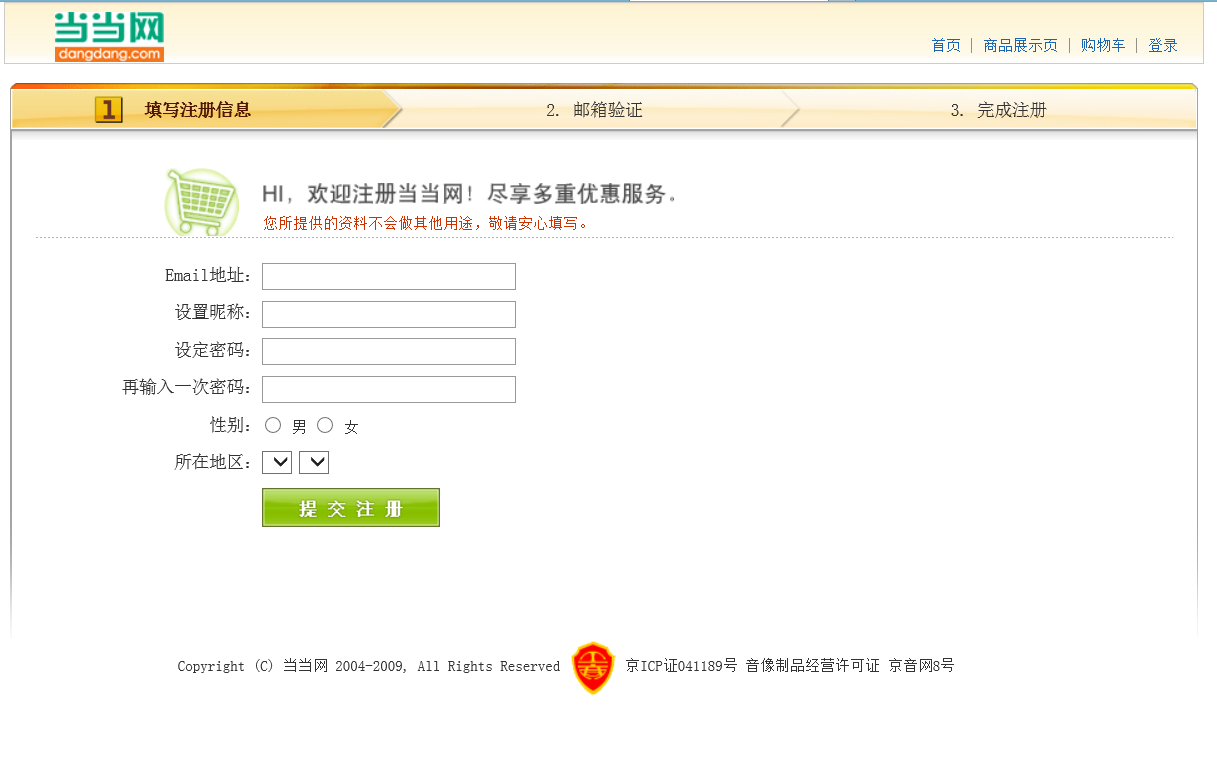 当当网
dangdang.com
首页 | 商品展示页 | 购物车 | 登录
1 填写注册信息 2. 邮箱验证 3. 完成注册
HI，欢迎注册当当网！尽享多重优惠服务。
您所提供的资料不会做其他用途，敬请安心填写。
Email地址：
设置昵称：
设定密码：
再输入一次密码：
性别： 男 女
所在地区：
提交注册
Copyright (C) 当当网 2004-2009, All Rights Reserved 京ICP证041189号 音像制品经营许可证 京音网8号